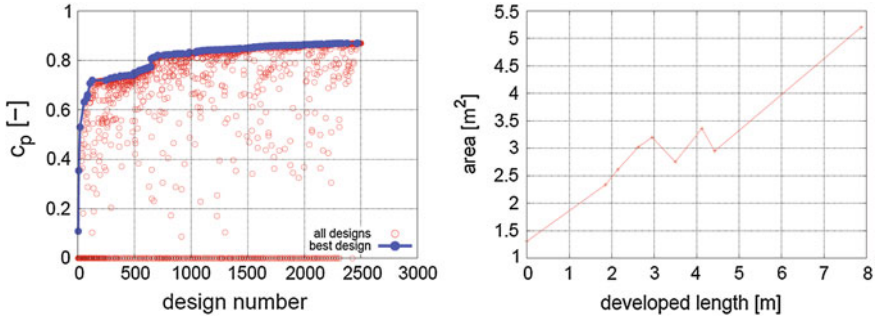 1
0.8
0.6
0.4
0.2
0
c_p [–]
all designs
best design
0 500 1000 1500 2000 2500 3000
design number
5.5
5
4.5
4
3.5
3
2.5
2
1.5
1
area [m²]
0 1 2 3 4 5 6 7 8
developed length [m]